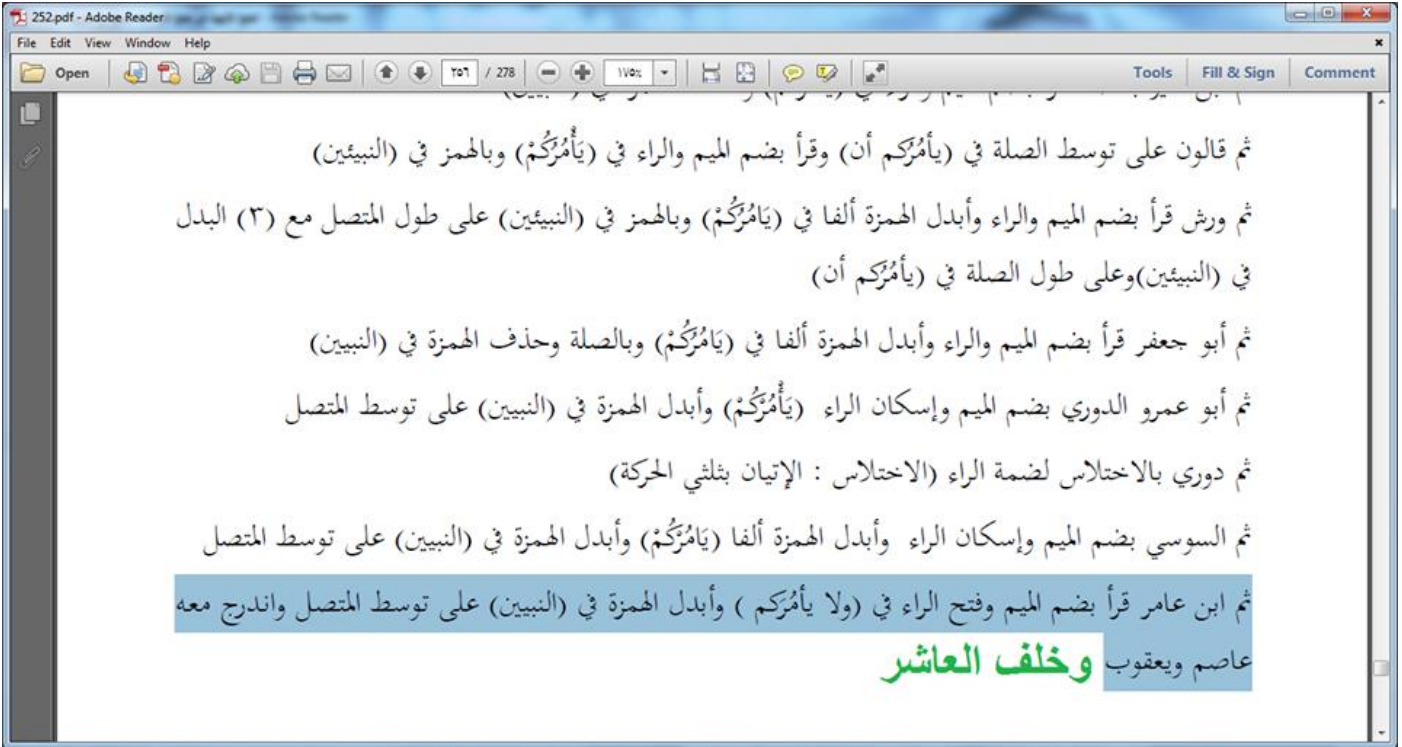 252.pdf - Adobe Reader
File Edit View Window Help
Open ٢٥٦ / 278 ١٧٥% Tools Fill & Sign Comment
ثم قالون على توسط الصلة في (يأمُرُكم أن) وقرأ بضم الميم والراء في (يَأْمُرُكُمْ) وبالهمز في (النبيئين)
ثم ورش قرأ بضم الميم والراء وأبدل الهمزة ألفا في (يَامُرُكُمْ) وبالهمز في (النبيئين) على طول المتصل مع (٣) البدل
في (النبيئين)وعلى طول الصلة في (يأمُرُكم أن)
ثم أبو جعفر قرأ بضم الميم والراء وأبدل الهمزة ألفا في (يَامُرُكُمْ) وبالصلة وحذف الهمزة في (النبيين)
ثم أبو عمرو الدوري بضم الميم وإسكان الراء (يَأْمُرْكُمْ) وأبدل الهمزة في (النبيين) على توسط المتصل
ثم دوري بالاختلاس لضمة الراء (الاختلاس : الإتيان بثلثي الحركة)
ثم السوسي بضم الميم وإسكان الراء وأبدل الهمزة ألفا (يَامُرْكُمْ) وأبدل الهمزة في (النبيين) على توسط المتصل
ثم ابن عامر قرأ بضم الميم وفتح الراء في (ولا يأمُرَكم ) وأبدل الهمزة في (النبيين) على توسط المتصل واندرج معه
عاصم ويعقوب وخلف العاشر